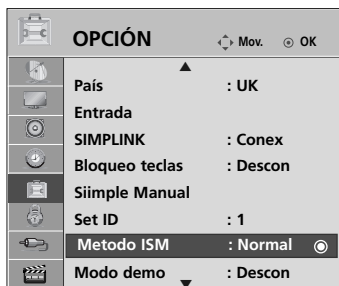 OPCIÓN Mov. OK
País : UK
Entrada
SIMPLINK : Conex
Bloqueo teclas : Descon
Siimple Manual
Set ID : 1
Metodo ISM : Normal
Modo demo : Descon